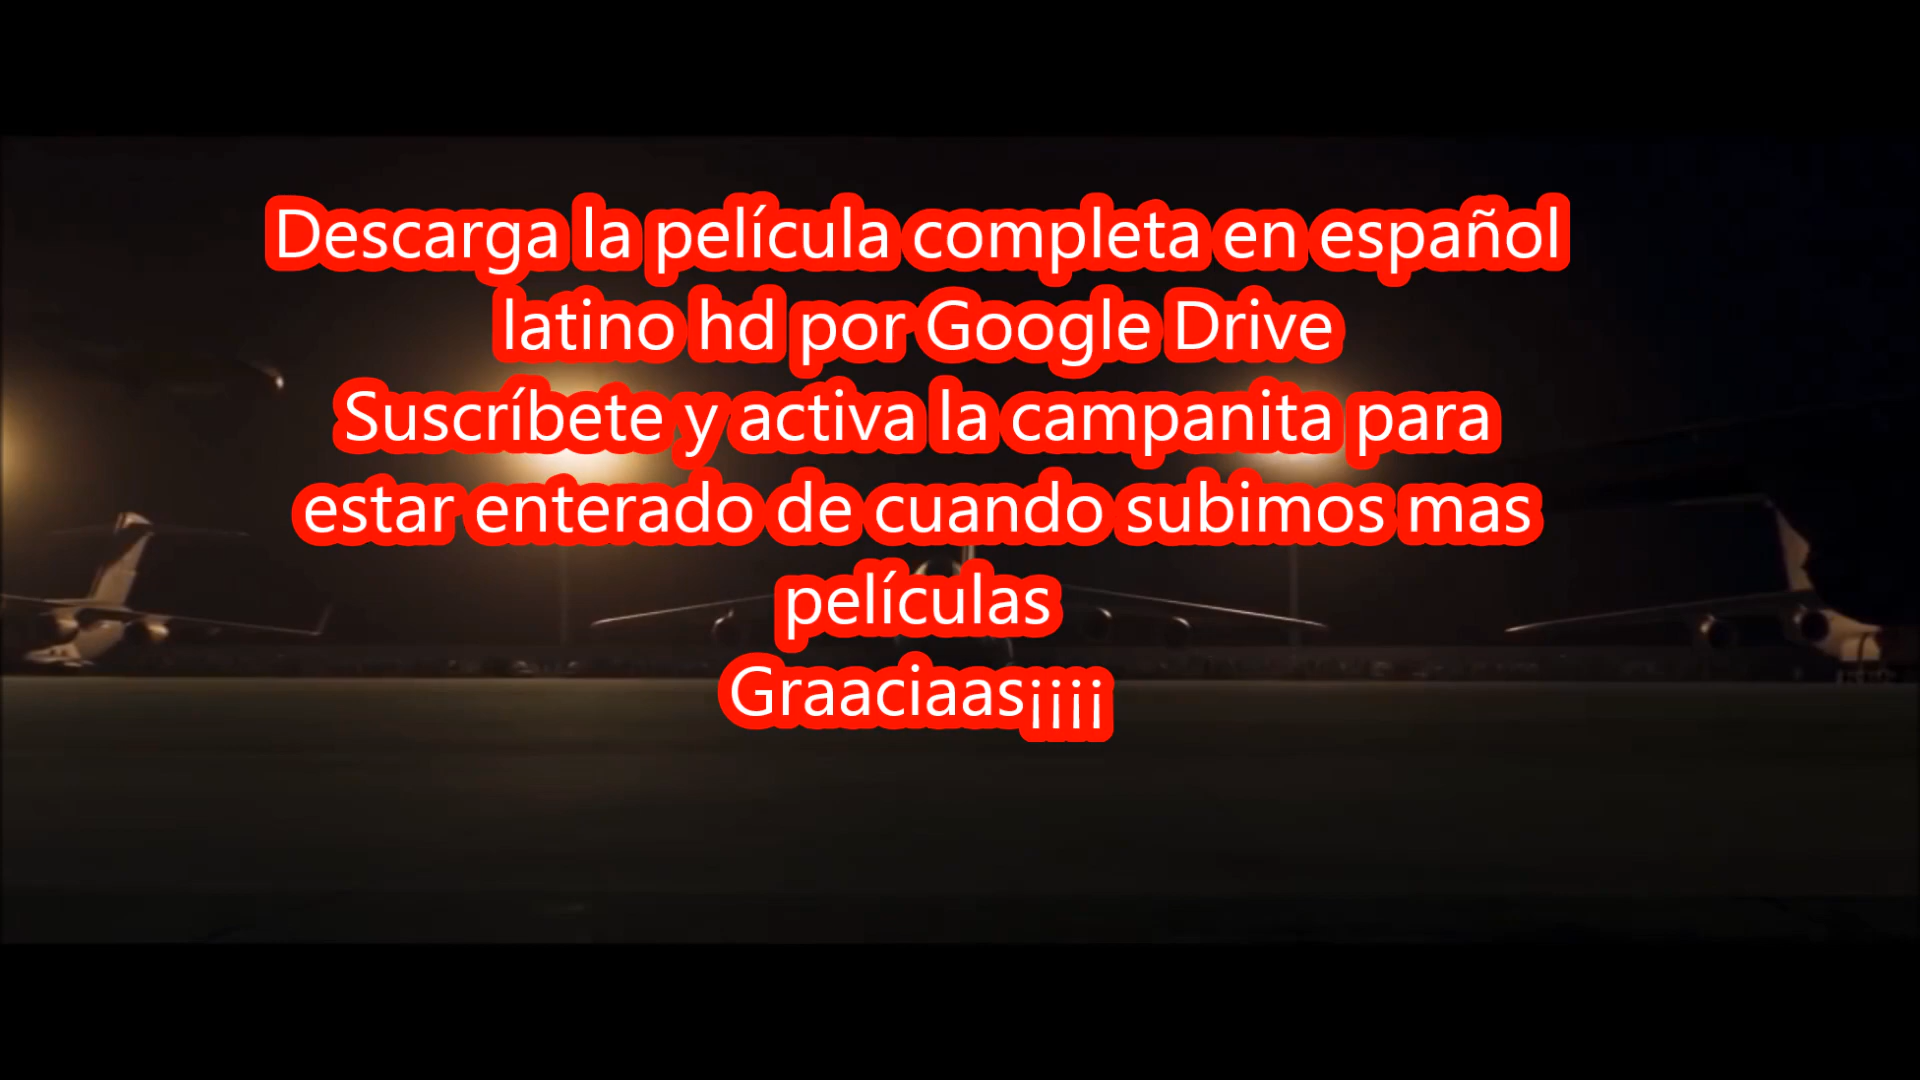 Descarga la película completa en español
latino hd por Google Drive
Suscríbete y activa la campanita para
estar enterado de cuando subimos mas
películas
Graaciaas¡¡¡¡